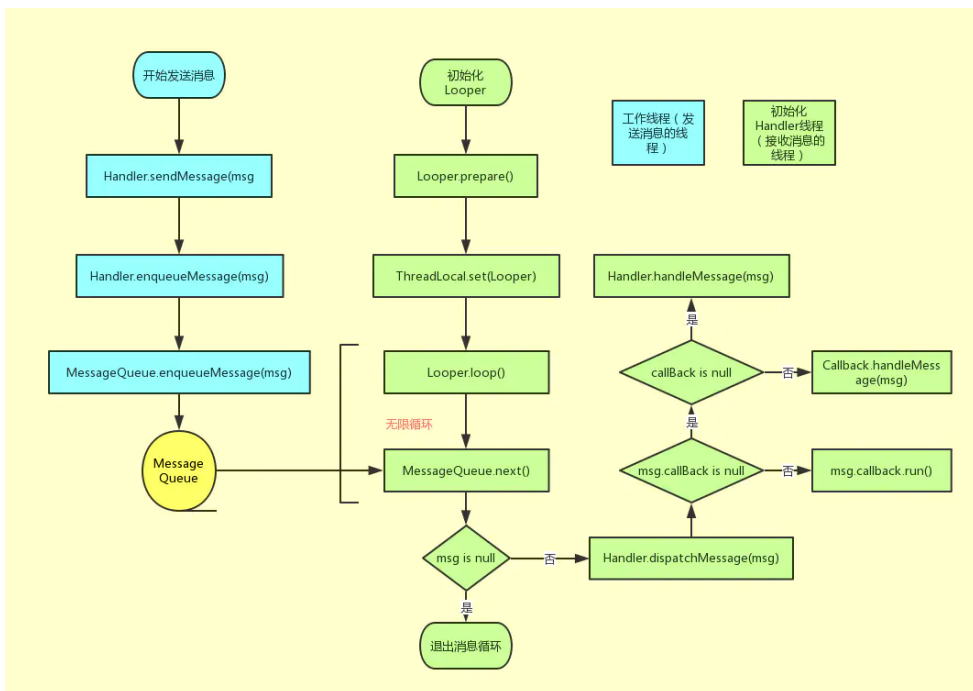 开始发送消息
Handler.sendMessage(msg
Handler.enqueueMessage(msg)
MessageQueue.enqueueMessage(msg)
Message
Queue
初始化
Looper
Looper.prepare()
ThreadLocal.set(Looper)
Looper.loop()
无限循环
MessageQueue.next()
msg is null
是
退出消息循环
否
Handler.dispatchMessage(msg)
msg.callBack is null
否
msg.callback.run()
是
callBack is null
否
Callback.handleMess
age(msg)
是
Handler.handleMessage(msg)
工作线程（发
送消息的线
程）
初始化
Handler线程
（接收消息的
线程）